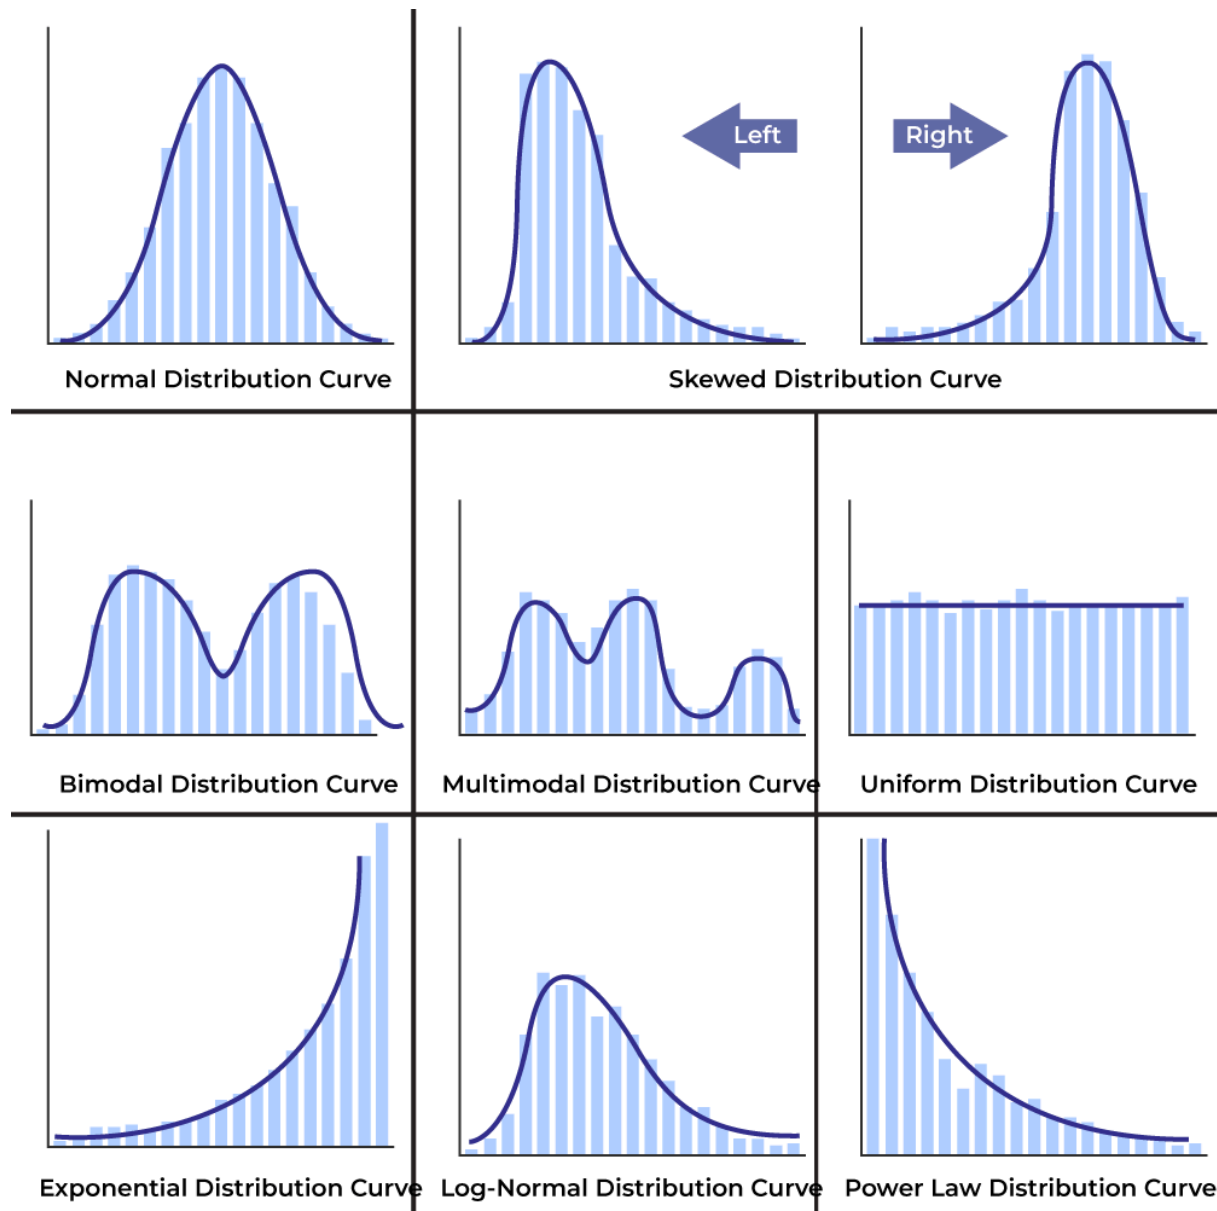 Left
Right
Normal Distribution Curve
Skewed Distribution Curve
Bimodal Distribution Curve
Multimodal Distribution Curve
Uniform Distribution Curve
Exponential Distribution Curve
Log-Normal Distribution Curve
Power Law Distribution Curve